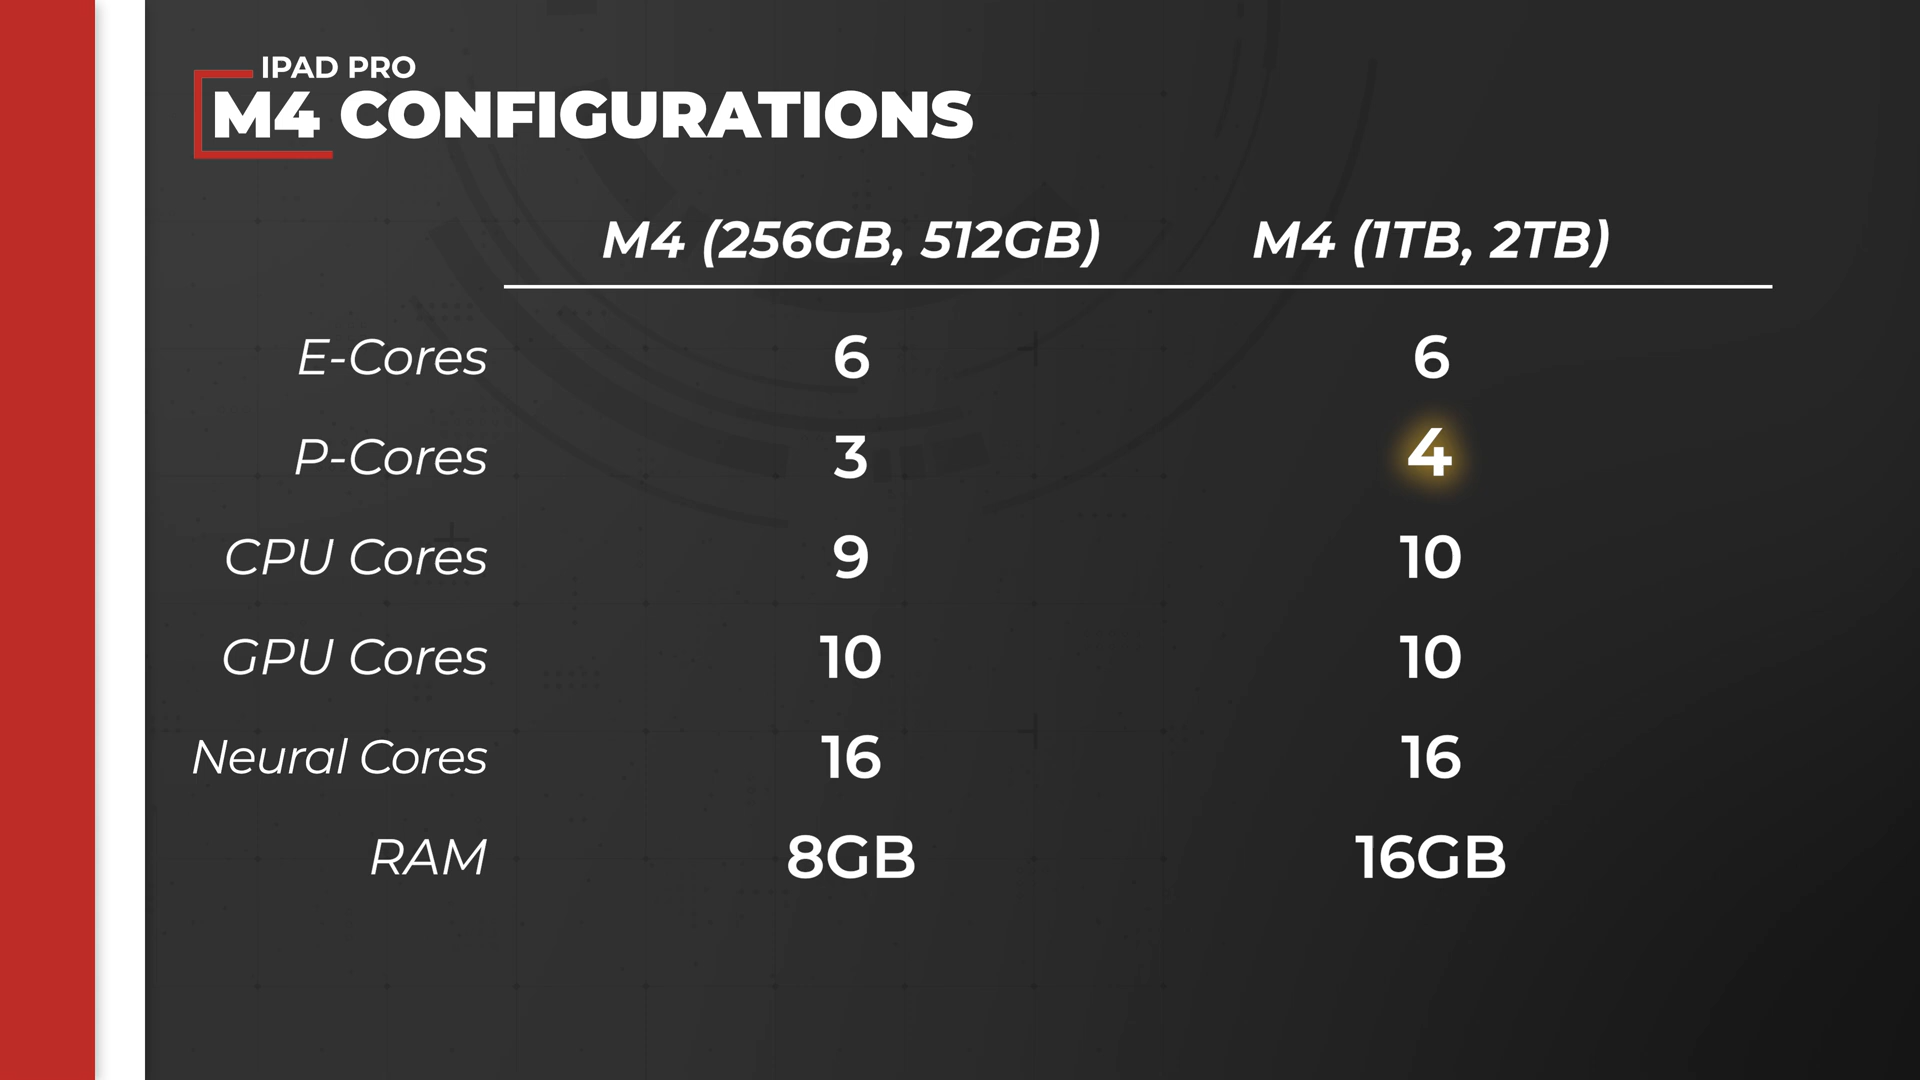 IPAD PRO
M4 CONFIGURATIONS
M4 (256GB, 512GB) M4 (1TB, 2TB)
E-Cores 6 6
P-Cores 3 4
CPU Cores 9 10
GPU Cores 10 10
Neural Cores 16 16
RAM 8GB 16GB